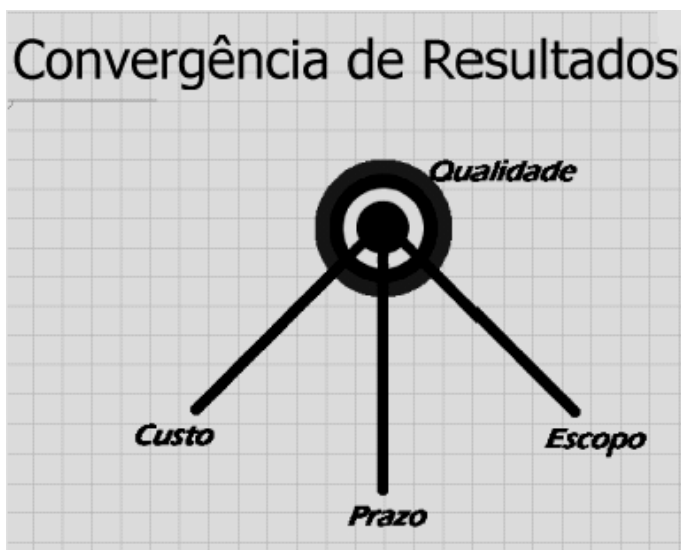 Convergência de Resultados
Qualidade
Custo
Escopo
Prazo